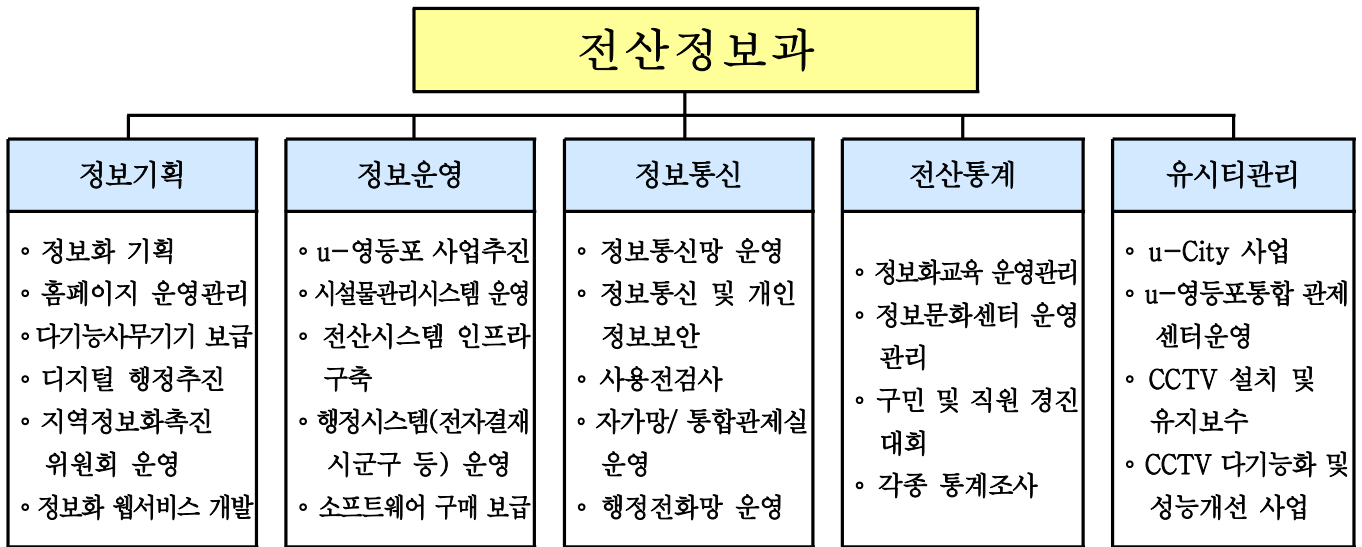 전산정보과
정보기획
◦ 정보화 기획
◦ 홈페이지 운영관리
◦ 다기능사무기기 보급
◦ 디지털 행정추진
◦ 지역정보화촉진
위원회 운영
◦ 정보화 웹서비스 개발
정보운영
◦ u-영등포 사업추진
◦ 시설물관리시스템 운영
◦ 전산시스템 인프라
구축
◦ 행정시스템(전자결재
시군구 등) 운영
◦ 소프트웨어 구매 보급
정보통신
◦ 정보통신망 운영
◦ 정보통신 및 개인
정보보안
◦ 사용전검사
◦ 자가망/ 통합관제실
운영
◦ 행정전화망 운영
전산통계
◦ 정보화교육 운영관리
◦ 정보문화센터 운영
관리
◦ 구민 및 직원 경진
대회
◦ 각종 통계조사
유시티관리
◦ u-City 사업
◦ u-영등포통합 관제
센터운영
◦ CCTV 설치 및
유지보수
◦ CCTV 다기능화 및
성능개선 사업